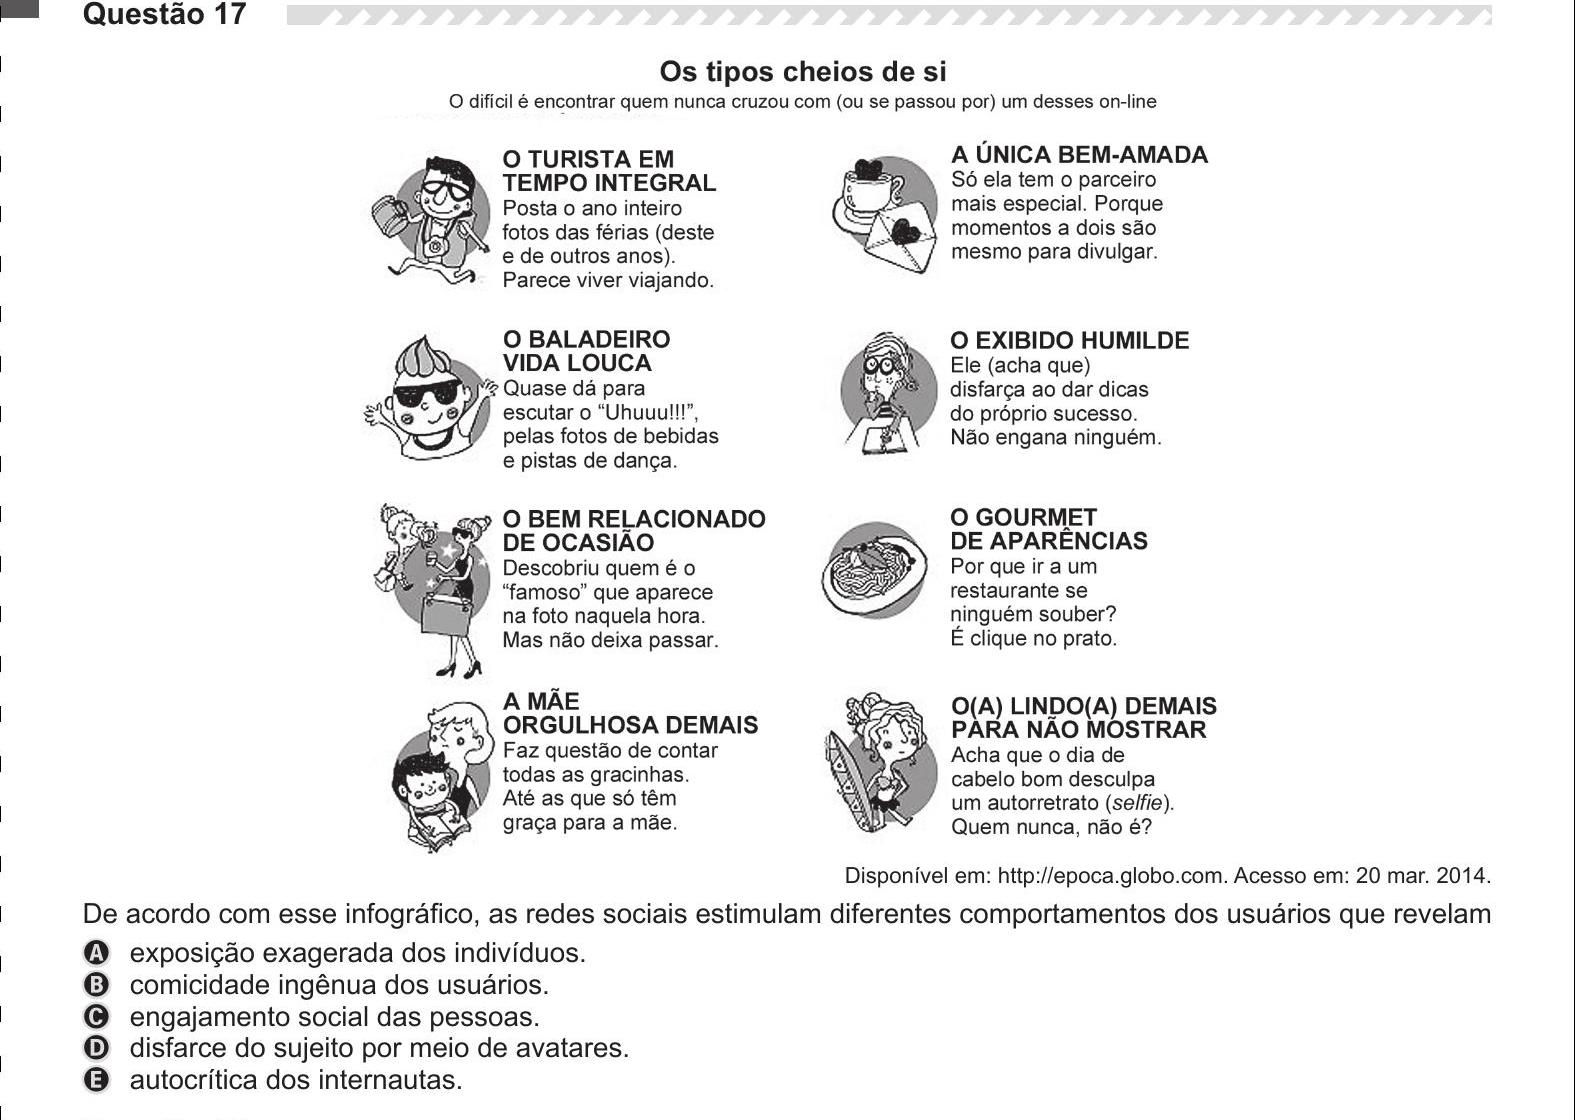 Questão 17
Os tipos cheios de si
O difícil é encontrar quem nunca cruzou com (ou se passou por) um desses on-line
O TURISTA EM
TEMPO INTEGRAL
Posta o ano inteiro
fotos das férias (deste
e de outros anos).
Parece viver viajando.
O BALADEIRO
VIDA LOUCA
Quase dá para
escutar o “Uhuuu!!!”,
pelas fotos de bebidas
e pistas de dança.
O BEM RELACIONADO
DE OCASIÃO
Descobriu quem é o
“famoso” que aparece
na foto naquela hora.
Mas não deixa passar.
A MÃE
ORGULHOSA DEMAIS
Faz questão de contar
todas as gracinhas.
Até as que só têm
graça para a mãe.
A ÚNICA BEM-AMADA
Só ela tem o parceiro
mais especial. Porque
momentos a dois são
mesmo para divulgar.
O EXIBIDO HUMILDE
Ele (acha que)
disfarça ao dar dicas
do próprio sucesso.
Não engana ninguém.
O GOURMET
DE APARÊNCIAS
Por que ir a um
restaurante se
ninguém souber?
É clique no prato.
O(A) LINDO(A) DEMAIS
PARA NÃO MOSTRAR
Acha que o dia de
cabelo bom desculpa
um autorretrato (selfie).
Quem nunca, não é?
Disponível em: http://epoca.globo.com. Acesso em: 20 mar. 2014.
De acordo com esse infográfico, as redes sociais estimulam diferentes comportamentos dos usuários que revelam
A exposição exagerada dos indivíduos.
B comicidade ingênua dos usuários.
C engajamento social das pessoas.
D disfarce do sujeito por meio de avatares.
E autocrítica dos internautas.